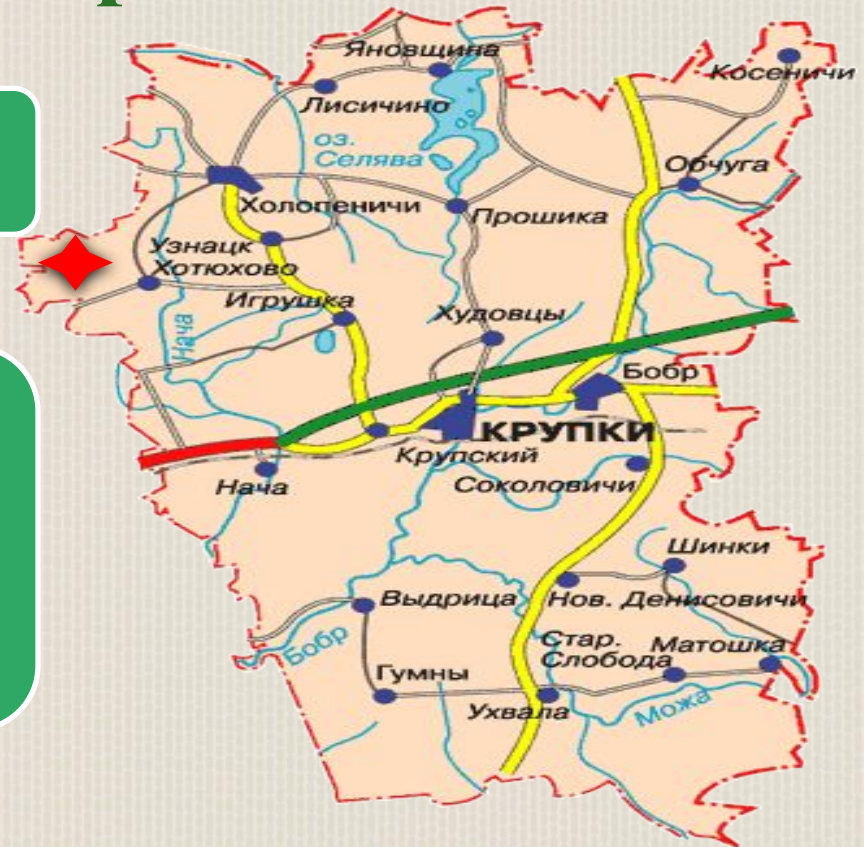 Яновщина
Косеничи
Лисичино
оз.
Селява
Обчуга
Холопеничи
Прошика
Узнацк
Хотюхово
Игрушка
Худовцы
Нача
Бобр
КРУПКИ
Крупский
Нача
Соколовичи
Шинки
Выдрица
Нов. Денисовичи
Бобр
Стар.
Слобода
Матошка
Гумны
Ухвала
Можа